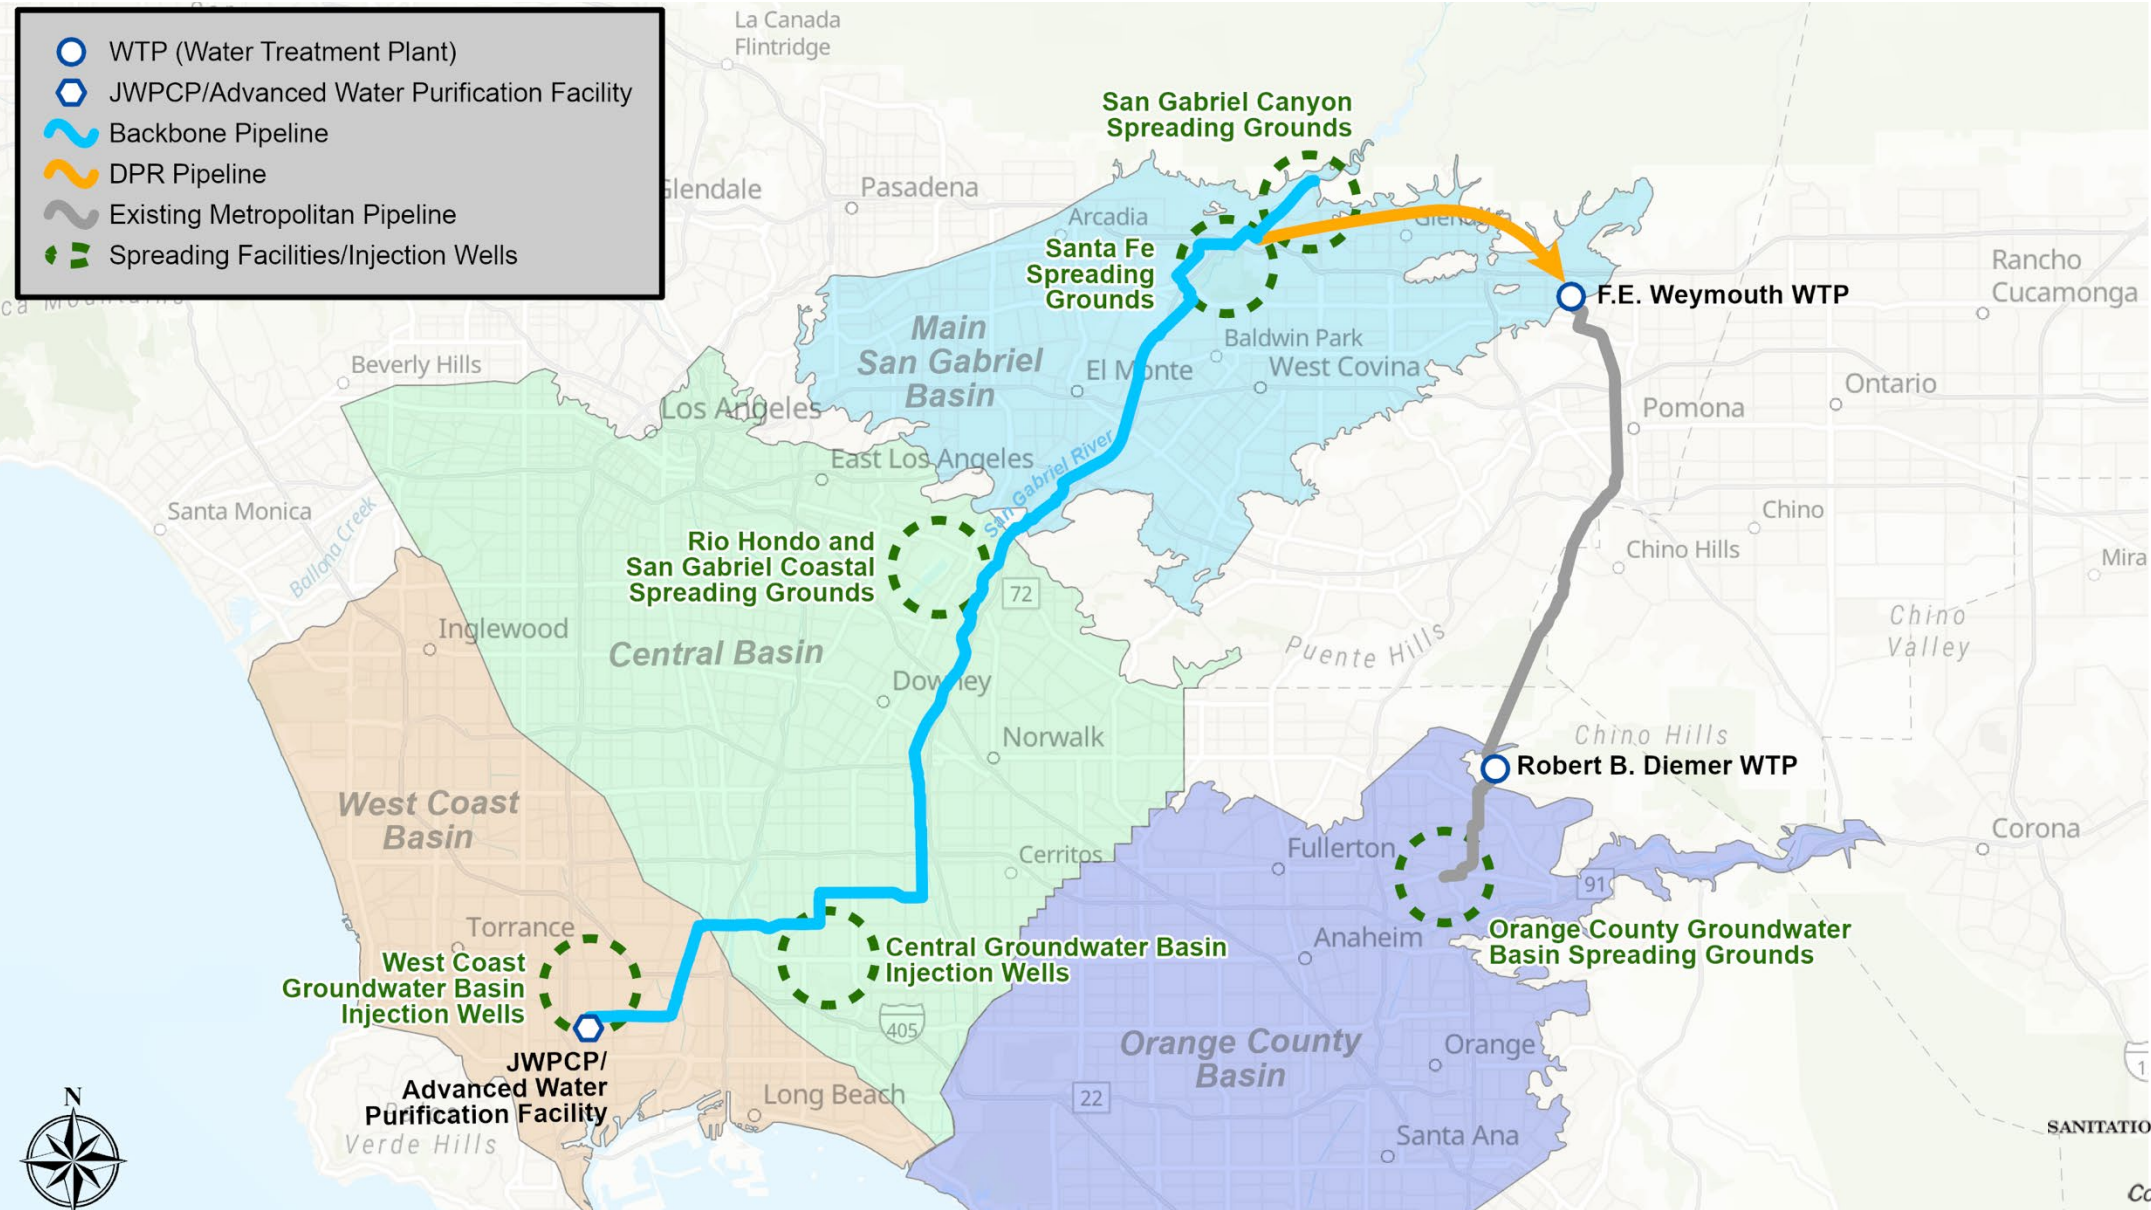 WTP (Water Treatment Plant)
JWPCP/Advanced Water Purification Facility
Backbone Pipeline
DPR Pipeline
Existing Metropolitan Pipeline
Spreading Facilities/Injection Wells
La Canada
Flintridge
San Gabriel Canyon
Spreading Grounds
Glendale
Pasadena
Arcadia
Glendora
Santa Fe
Spreading
Grounds
F.E. Weymouth WTP
Rancho
Cucamonga
Main
San Gabriel
Basin
Baldwin Park
El Monte
West Covina
Beverly Hills
Los Angeles
Ontario
Pomona
East Los Angeles
San Gabriel River
Santa Monica
Ballona Creek
Chino
Chino Hills
Mira
Rio Hondo and
San Gabriel Coastal
Spreading Grounds
72
Inglewood
Central Basin
Puente Hills
Chino
Valley
Downey
Norwalk
Chino Hills
Robert B. Diemer WTP
West Coast
Basin
Cerritos
Fullerton
Corona
91
Torrance
West Coast
Groundwater Basin
Injection Wells
Central Groundwater Basin
Injection Wells
Anaheim
Orange County Groundwater
Basin Spreading Grounds
405
Orange County
Basin
Orange
JWPCP/
Advanced Water
Purification Facility
Long Beach
22
1
N
Verde Hills
Santa Ana
SANITATIO
Co